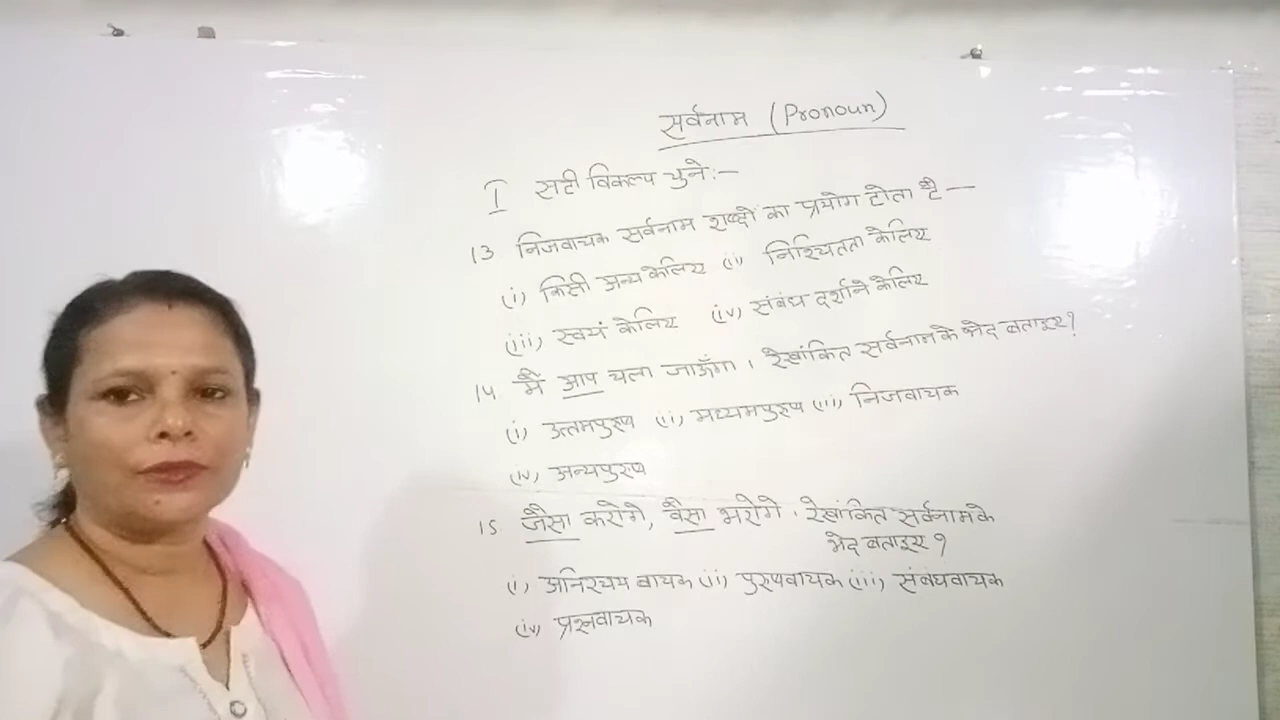 सर्वनाम (Pronoun)
I सही विकल्प चुने:—
13 निजवाचक सर्वनाम शब्दों का प्रयोग होता है —
(i) किसी अन्य केलिए (ii) निश्चितता केलिए
(iii) स्वयं केलिए (iv) संबंध दर्शाने केलिए
14 मैं आप चला जाऊँगा। रेखांकित सर्वनाम के भेद बताइए?
(i) उत्तमपुरुष (ii) मध्यमपुरुष (iii) निजवाचक
(iv) अन्यपुरुष
15 जैसा करोगे, वैसा भरोगे। रेखांकित सर्वनाम के
भेद बताइए?
(i) अनिश्चय वाचक (ii) पुरुषवाचक (iii) संबंधवाचक
(iv) प्रश्नवाचक